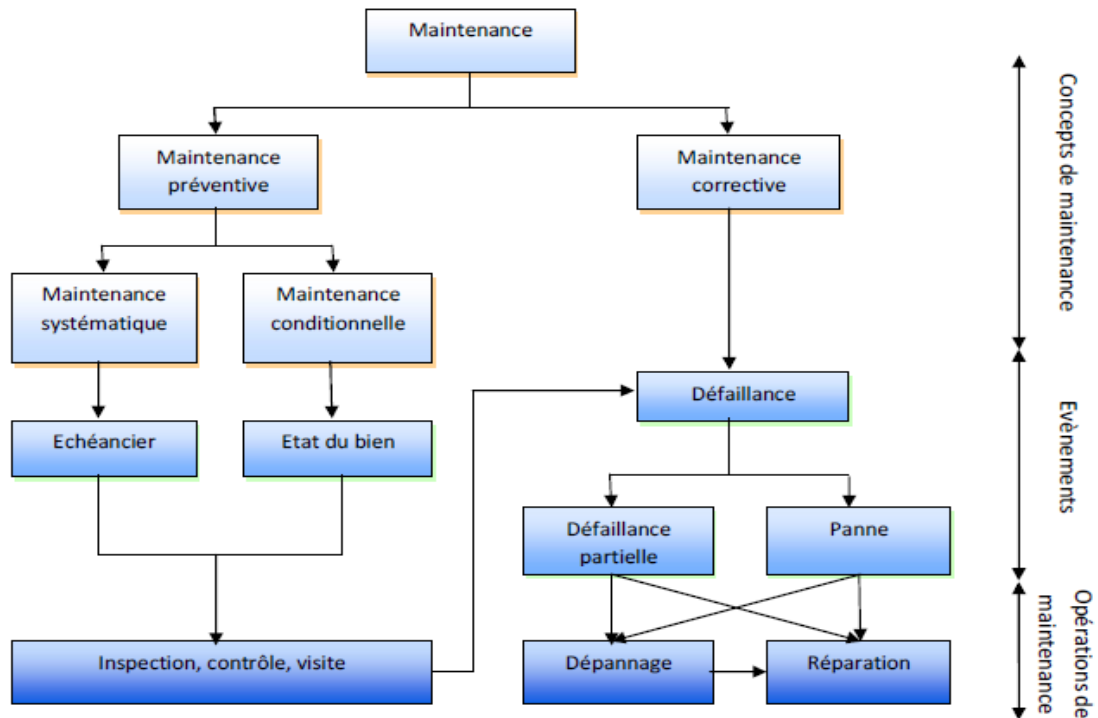 Maintenance
Maintenance
préventive
Maintenance
corrective
Maintenance
systématique
Maintenance
conditionnelle
Défaillance
Echéancier
Etat du bien
Défaillance
partielle
Panne
Inspection, contrôle, visite
Dépannage
Réparation
Concepts de maintenance
Evènements
Opérations de
maintenance